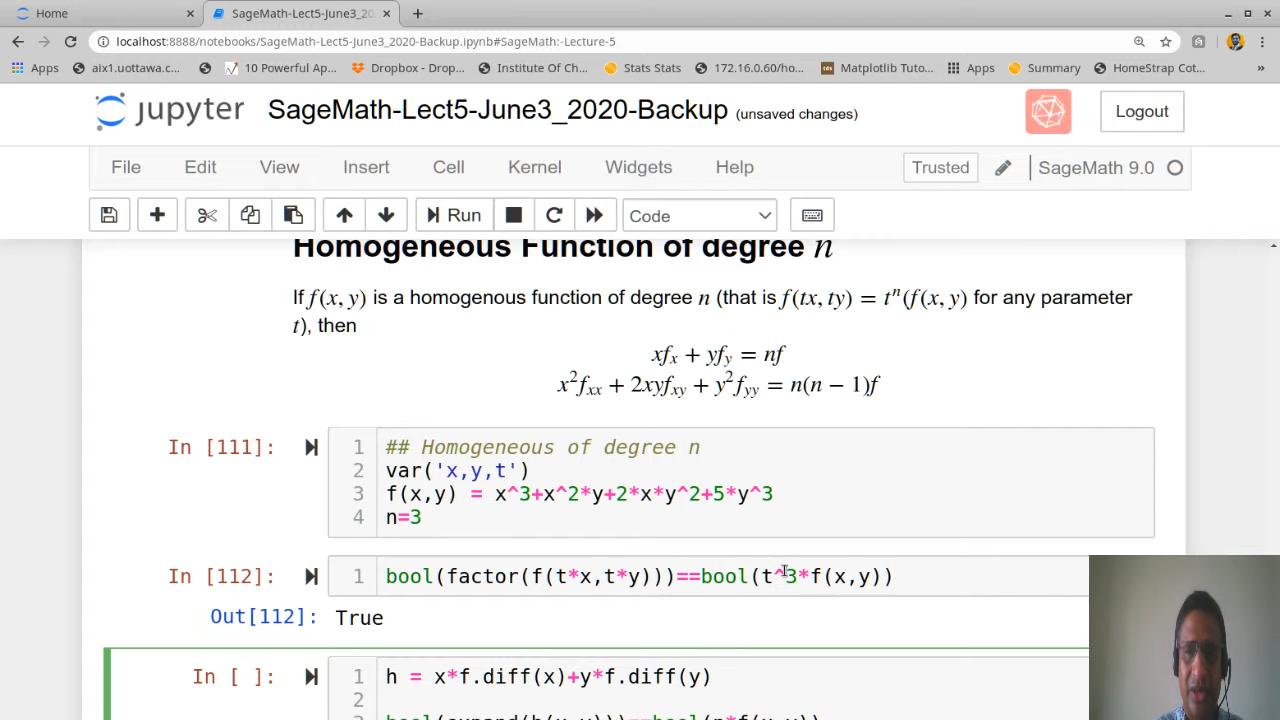 Home
SageMath-Lect5-June3_20
localhost:8888/notebooks/SageMath-Lect5-June3_2020-Backup.ipynb#SageMath:-Lecture-5
Apps aix1.uottawa.c... 10 Powerful Ap... Dropbox - Drop... Institute Of Ch... Stats Stats 172.16.0.60/ho... Matplotlib Tuto... Apps Summary HomeStrap Cot... »
jupyter SageMath-Lect5-June3_2020-Backup (unsaved changes) Logout
File Edit View Insert Cell Kernel Widgets Help Trusted SageMath 9.0
Run Code
Homogeneous Function of degree n
If f(x, y) is a homogenous function of degree n (that is f(tx, ty) = tⁿ(f(x, y) for any parameter
t), then
xfₓ + yf_y = nf
x²fₓₓ + 2xyf_xy + y²f_yy = n(n − 1)f
In [111]: 1 ## Homogeneous of degree n
2 var('x,y,t')
3 f(x,y) = x^3+x^2*y+2*x*y^2+5*y^3
4 n=3
In [112]: 1 bool(factor(f(t*x,t*y)))==bool(t^3*f(x,y))
Out[112]: True
In [ ]: 1 h = x*f.diff(x)+y*f.diff(y)
2